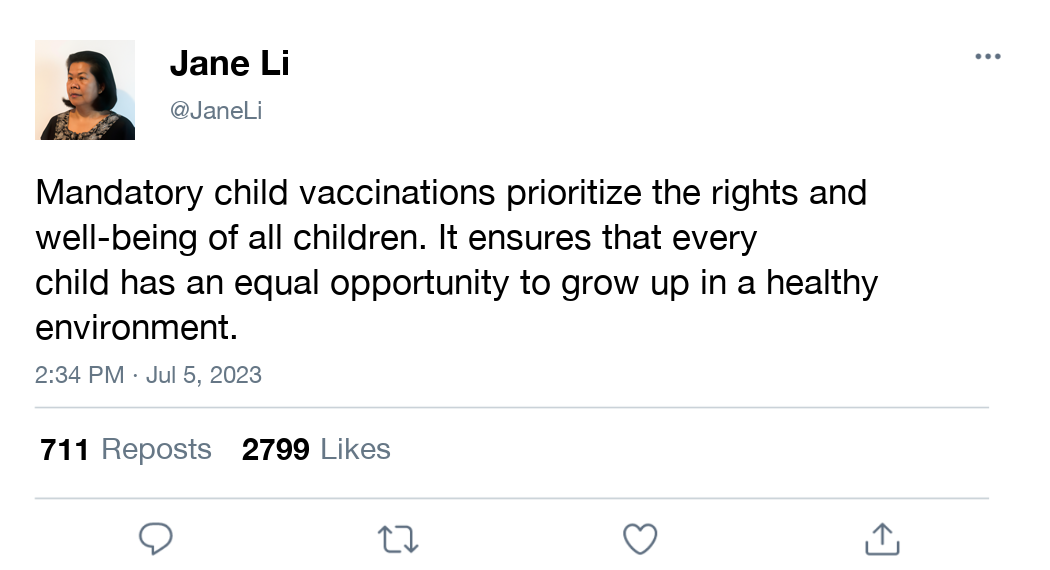 Jane Li
@JaneLi
Mandatory child vaccinations prioritize the rights and
well-being of all children. It ensures that every
child has an equal opportunity to grow up in a healthy
environment.
2:34 PM · Jul 5, 2023
711 Reposts 2799 Likes